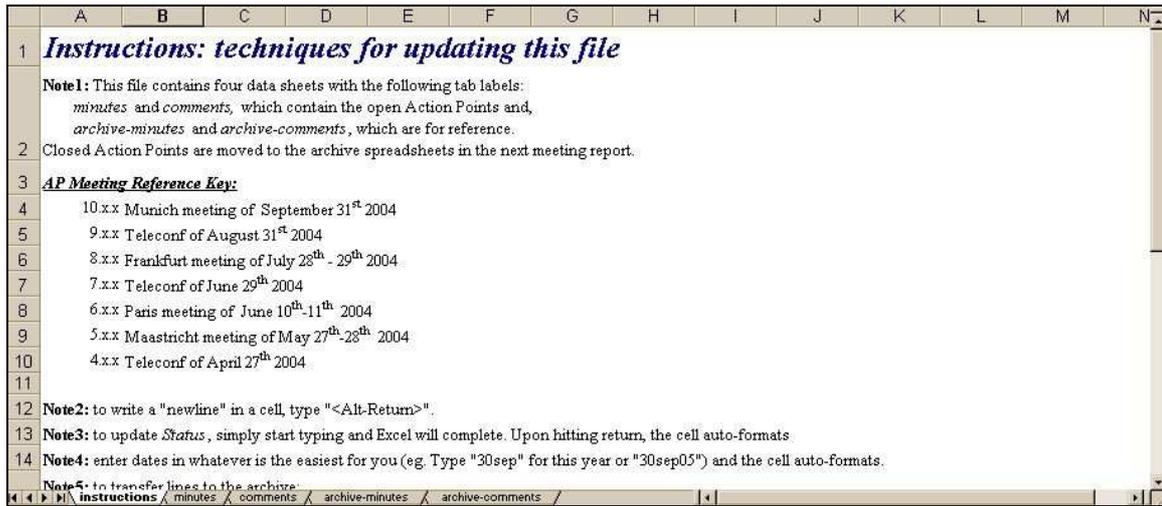 A B C D E F G H I J K L M N
1 Instructions: techniques for updating this file
Note1: This file contains four data sheets with the following tab labels:
minutes and comments, which contain the open Action Points and,
archive-minutes and archive-comments, which are for reference.
2 Closed Action Points are moved to the archive spreadsheets in the next meeting report.
3 AP Meeting Reference Key:
4 10.x.x Munich meeting of September 31st 2004
5 9.x.x Teleconf of August 31st 2004
6 8.x.x Frankfurt meeting of July 28th - 29th 2004
7 7.x.x Teleconf of June 29th 2004
8 6.x.x Paris meeting of June 10th-11th 2004
9 5.x.x Maastricht meeting of May 27th-28th 2004
10 4.x.x Teleconf of April 27th 2004
11
12 Note2: to write a "newline" in a cell, type "<Alt-Return>".
13 Note3: to update Status, simply start typing and Excel will complete. Upon hitting return, the cell auto-formats
14 Note4: enter dates in whatever is the easiest for you (eg. Type "30sep" for this year or "30sep05") and the cell auto-formats.
Note5: to transfer lines to the archive:
instructions minutes comments archive-minutes archive-comments